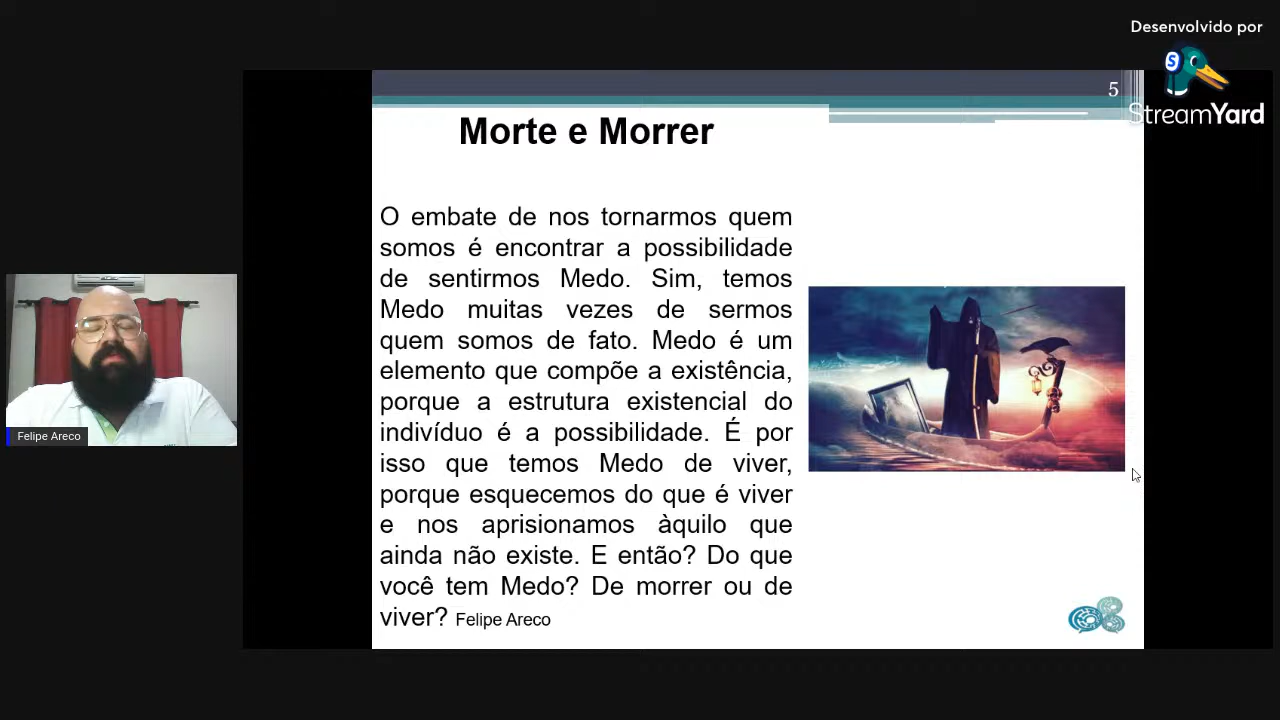 Desenvolvido por
StreamYard
5
Morte e Morrer
O embate de nos tornarmos quem
somos é encontrar a possibilidade
de sentirmos Medo. Sim, temos
Medo muitas vezes de sermos
quem somos de fato. Medo é um
elemento que compõe a existência,
porque a estrutura existencial do
indivíduo é a possibilidade. É por
isso que temos Medo de viver,
porque esquecemos do que é viver
e nos aprisionamos àquilo que
ainda não existe. E então? Do que
você tem Medo? De morrer ou de
viver? Felipe Areco
Felipe Areco